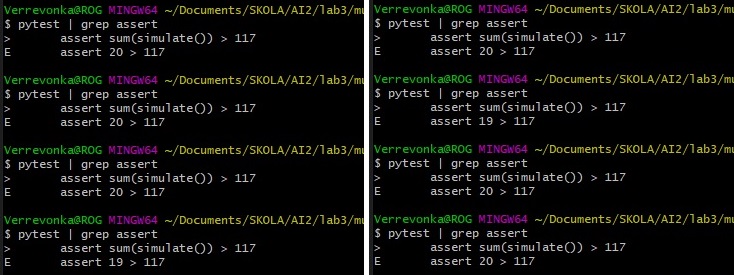 Verrevonka@ROG MINGW64 ~/Documents/SKOLA/AI2/lab3/mu
$ pytest | grep assert
>       assert sum(simulate()) > 117
E       assert 20 > 117
Verrevonka@ROG MINGW64 ~/Documents/SKOLA/AI2/lab3/mu
$ pytest | grep assert
>       assert sum(simulate()) > 117
E       assert 20 > 117
Verrevonka@ROG MINGW64 ~/Documents/SKOLA/AI2/lab3/mu
$ pytest | grep assert
>       assert sum(simulate()) > 117
E       assert 20 > 117
Verrevonka@ROG MINGW64 ~/Documents/SKOLA/AI2/lab3/mu
$ pytest | grep assert
>       assert sum(simulate()) > 117
E       assert 19 > 117
Verrevonka@ROG MINGW64 ~/Documents/SKOLA/AI2/lab3/mu
$ pytest | grep assert
>       assert sum(simulate()) > 117
E       assert 20 > 117
Verrevonka@ROG MINGW64 ~/Documents/SKOLA/AI2/lab3/mu
$ pytest | grep assert
>       assert sum(simulate()) > 117
E       assert 19 > 117
Verrevonka@ROG MINGW64 ~/Documents/SKOLA/AI2/lab3/mu
$ pytest | grep assert
>       assert sum(simulate()) > 117
E       assert 20 > 117
Verrevonka@ROG MINGW64 ~/Documents/SKOLA/AI2/lab3/mu
$ pytest | grep assert
>       assert sum(simulate()) > 117
E       assert 20 > 117